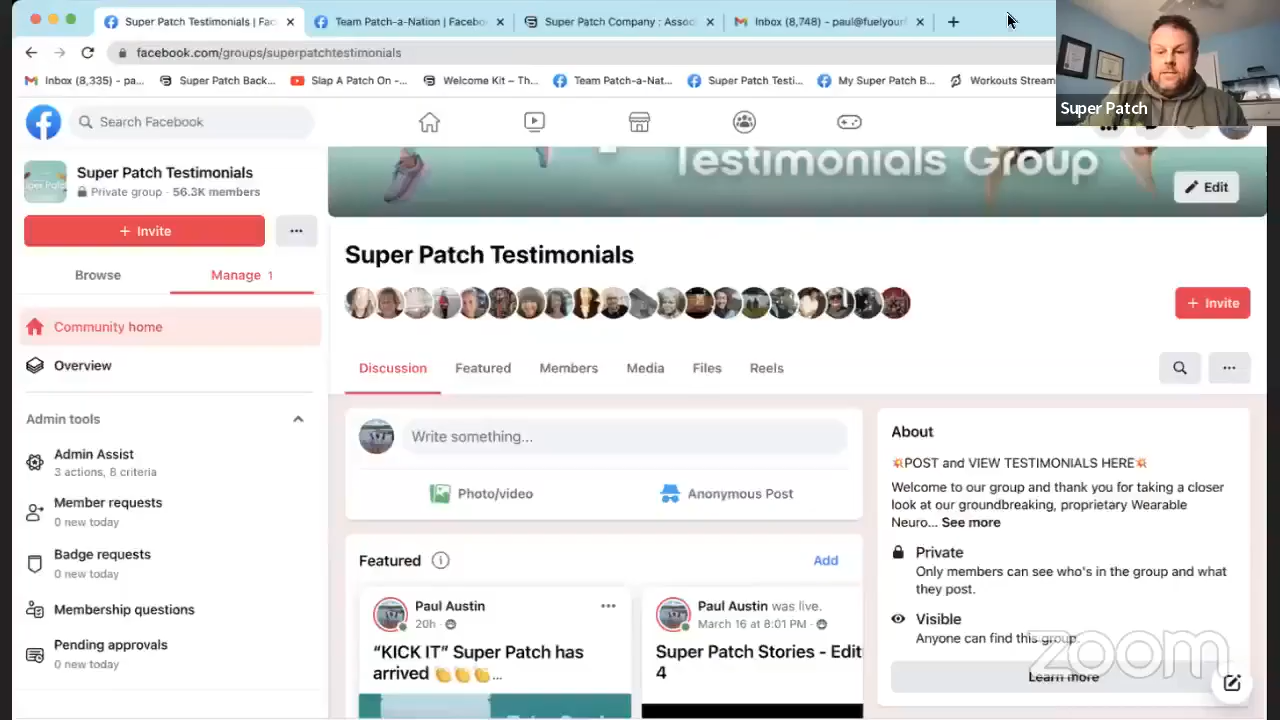 Super Patch Testimonials | Fac
Team Patch-a-Nation | Facebo
Super Patch Company : Assoc
Inbox (8,748) - paul@fuelyour
facebook.com/groups/superpatchtestimonials
Inbox (8,335) - pa...
Super Patch Back...
Slap A Patch On -...
Welcome Kit – Th...
Team Patch-a-Nat...
Super Patch Testi...
My Super Patch B...
Workouts Stream
Super Patch
Search Facebook
Super Patch Testimonials
Private group · 56.3K members
+ Invite
Browse
Manage 1
Community home
Overview
Admin tools
Admin Assist
3 actions, 8 criteria
Member requests
0 new today
Badge requests
0 new today
Membership questions
Pending approvals
0 new today
Testimonials Group
Edit
Super Patch Testimonials
+ Invite
Discussion
Featured
Members
Media
Files
Reels
Write something...
Photo/video
Anonymous Post
Featured
Add
Paul Austin
20h ·
“KICK IT” Super Patch has
arrived 👏👏👏...
Paul Austin was live.
March 16 at 8:01 PM ·
Super Patch Stories - Edit
4
About
💥POST and VIEW TESTIMONIALS HERE💥
Welcome to our group and thank you for taking a closer
look at our groundbreaking, proprietary Wearable
Neuro... See more
Private
Only members can see who's in the group and what
they post.
Visible
Anyone can find this group.
Learn more
zoom